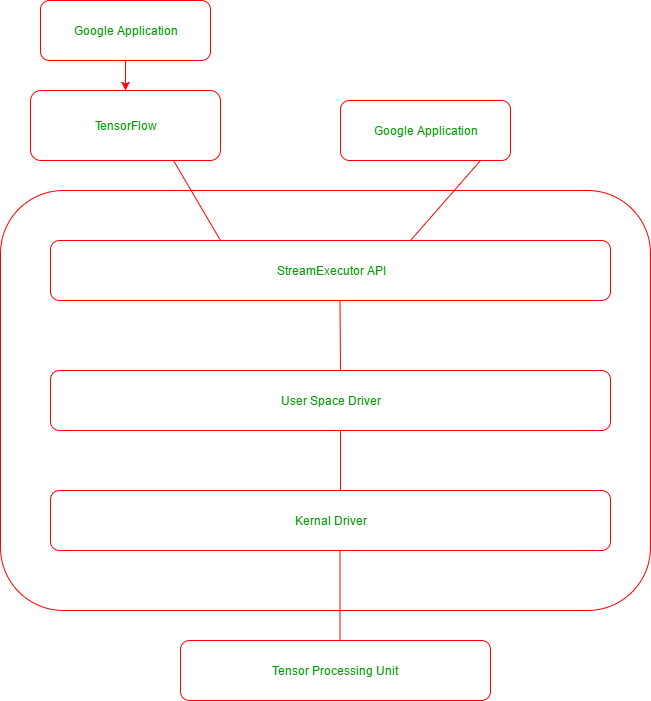 Google Application
TensorFlow
Google Application
StreamExecutor API
User Space Driver
Kernal Driver
Tensor Processing Unit